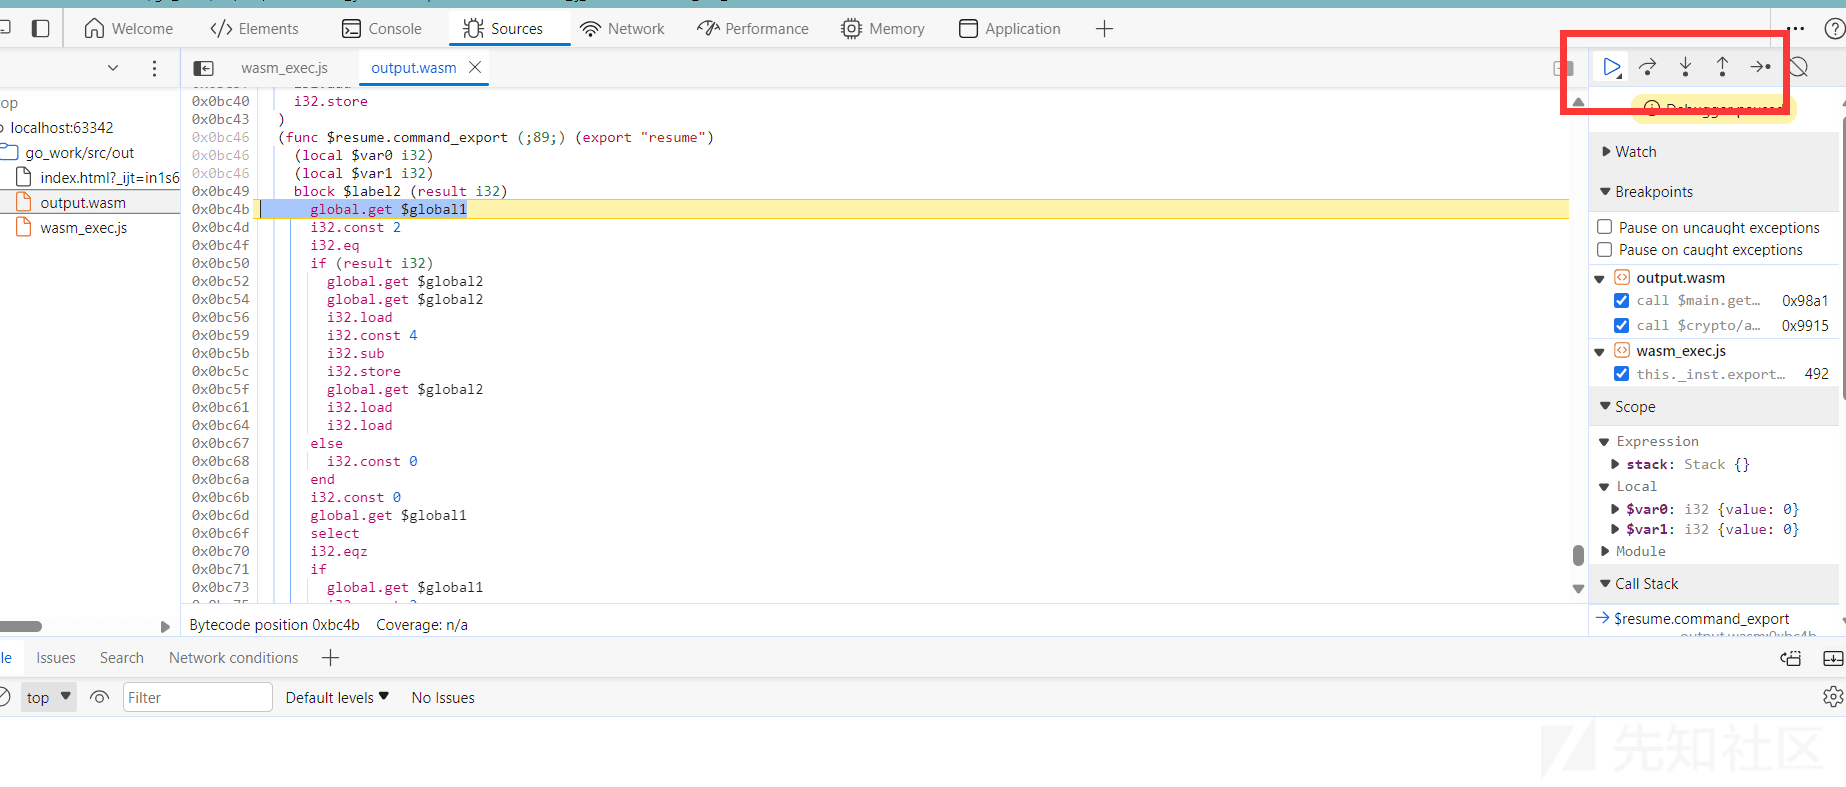 Welcome
Elements
Console
Sources
Network
Performance
Memory
Application
wasm_exec.js
output.wasm
op
localhost:63342
go_work/src/out
index.html?_ijt=in1s6
output.wasm
wasm_exec.js
0x0bc40 i32.store
0x0bc43 )
0x0bc46 (func $resume.command_export (;89;) (export "resume")
0x0bc46 (local $var0 i32)
0x0bc46 (local $var1 i32)
0x0bc49 block $label2 (result i32)
0x0bc4b global.get $global1
0x0bc4d i32.const 2
0x0bc4f i32.eq
0x0bc50 if (result i32)
0x0bc52 global.get $global2
0x0bc54 global.get $global2
0x0bc56 i32.load
0x0bc59 i32.const 4
0x0bc5b i32.sub
0x0bc5c i32.store
0x0bc5f global.get $global2
0x0bc61 i32.load
0x0bc64 i32.load
0x0bc67 else
0x0bc68 i32.const 0
0x0bc6a end
0x0bc6b i32.const 0
0x0bc6d global.get $global1
0x0bc6f select
0x0bc70 i32.eqz
0x0bc71 if
0x0bc73 global.get $global1
Bytecode position 0xbc4b Coverage: n/a
Debugger paused
Watch
Breakpoints
Pause on uncaught exceptions
Pause on caught exceptions
output.wasm
call $main.get… 0x98a1
call $crypto/a… 0x9915
wasm_exec.js
this._inst.export… 492
Scope
Expression
stack: Stack {}
Local
$var0: i32 {value: 0}
$var1: i32 {value: 0}
Module
Call Stack
$resume.command_export
output.wasm:0xbc4b
le
Issues
Search
Network conditions
top
Filter
Default levels
No Issues
先知社区